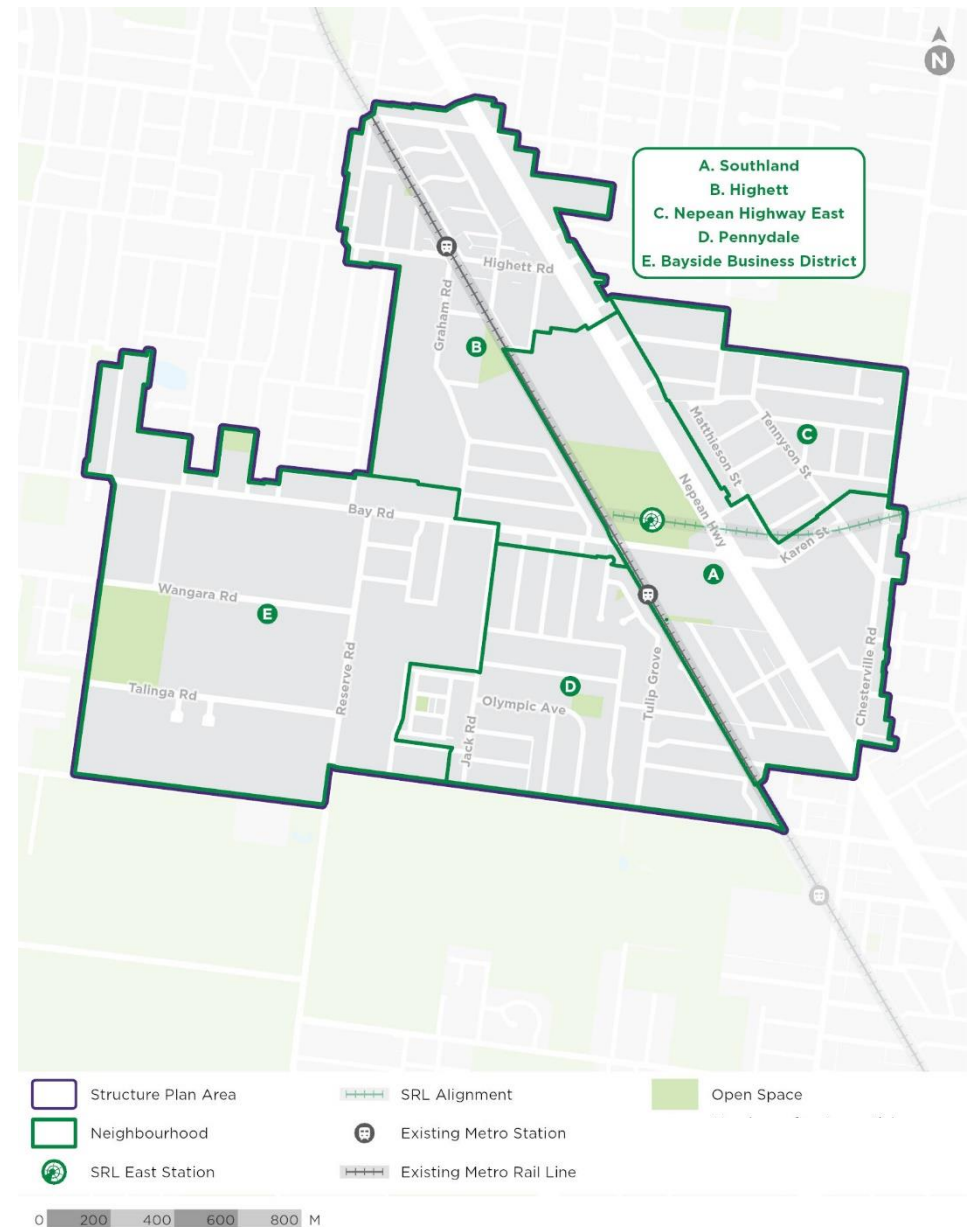 N
A. Southland
B. Highett
C. Nepean Highway East
D. Pennydale
E. Bayside Business District
Highett Rd
Graham Rd
B
Matthieson St
Tennyson St
C
Nepean Hwy
Bay Rd
Karen St
A
Wangara Rd
E
Reserve Rd
Talinga Rd
D
Olympic Ave
Jack Rd
Tulip Grove
Chesterville Rd
Structure Plan Area
SRL Alignment
Open Space
Neighbourhood
Existing Metro Station
SRL East Station
Existing Metro Rail Line
0 200 400 600 800 M